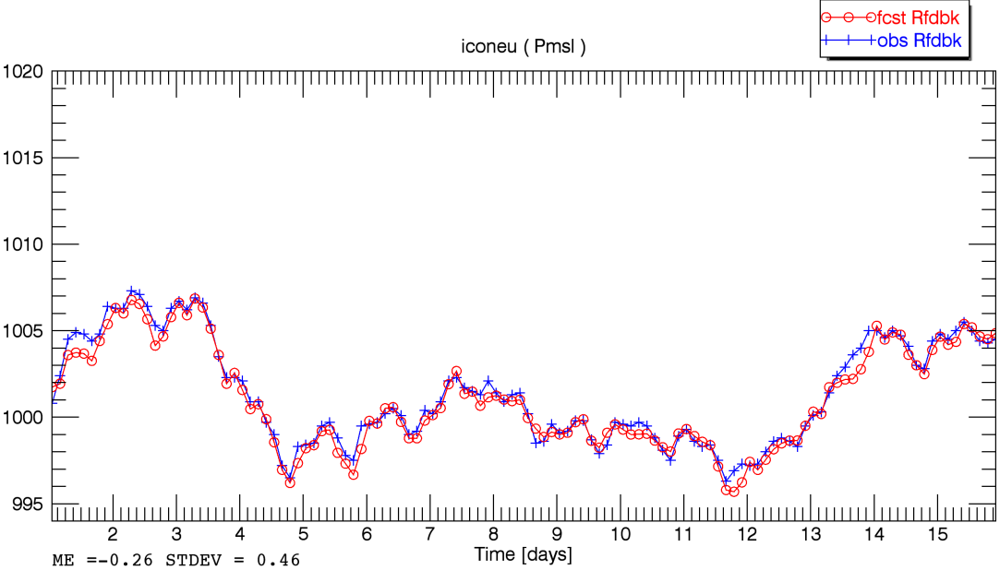 fcst Rfdbk
obs Rfdbk
iconeu ( Pmsl )
1020
1015
1010
1005
1000
995
2 3 4 5 6 7 8 9 10 11 12 13 14 15
Time [days]
ME =-0.26 STDEV = 0.46